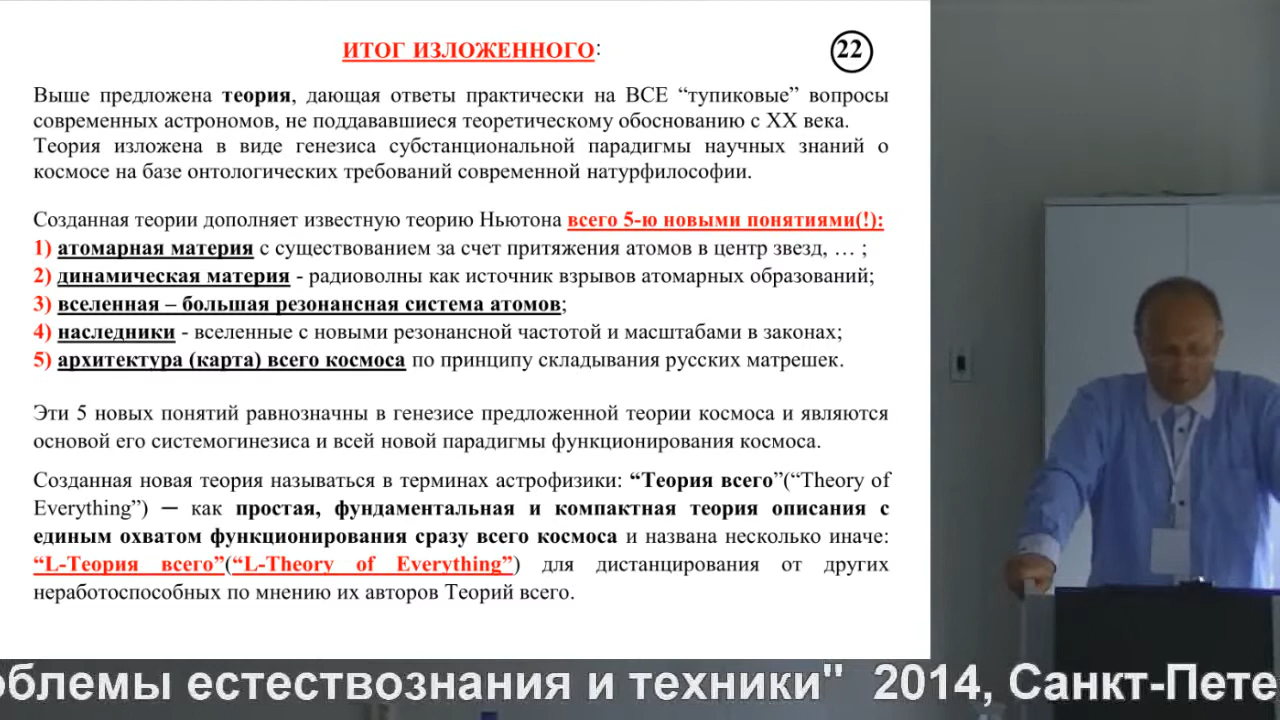 ИТОГ ИЗЛОЖЕННОГО:
22
Выше предложена теория, дающая ответы практически на ВСЕ “тупиковые” вопросы
современных астрономов, не поддававшиеся теоретическому обоснованию с XX века.
Теория изложена в виде генезиса субстанциональной парадигмы научных знаний о
космосе на базе онтологических требований современной натурфилософии.
Созданная теории дополняет известную теорию Ньютона всего 5-ю новыми понятиями(!):
1) атомарная материя с существованием за счет притяжения атомов в центр звезд, … ;
2) динамическая материя - радиоволны как источник взрывов атомарных образований;
3) вселенная – большая резонансная система атомов;
4) наследники - вселенные с новыми резонансной частотой и масштабами в законах;
5) архитектура (карта) всего космоса по принципу складывания русских матрешек.
Эти 5 новых понятий равнозначны в генезисе предложенной теории космоса и являются
основой его системогинезиса и всей новой парадигмы функционирования космоса.
Созданная новая теория называться в терминах астрофизики: “Теория всего”(“Theory of
Everything”) — как простая, фундаментальная и компактная теория описания с
единым охватом функционирования сразу всего космоса и названа несколько иначе:
“L-Теория всего”(“L-Theory of Everything”) для дистанцирования от других
неработоспособных по мнению их авторов Теорий всего.
облемы естествознания и техники" 2014, Санкт-Пете